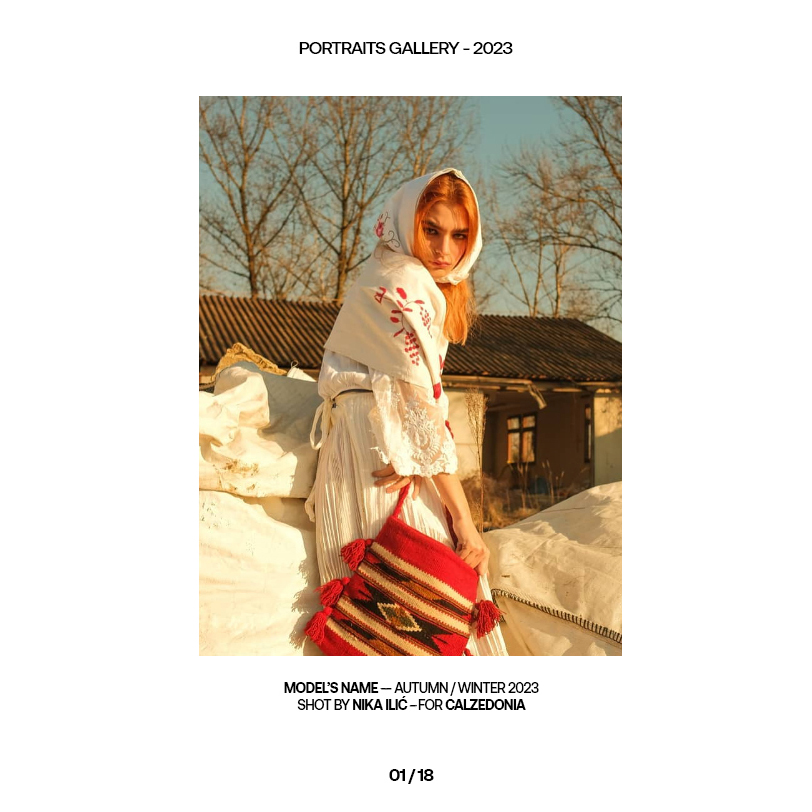 PORTRAITS GALLERY - 2023
MODEL'S NAME — AUTUMN / WINTER 2023
SHOT BY NIKA ILIĆ – FOR CALZEDONIA
01 / 18